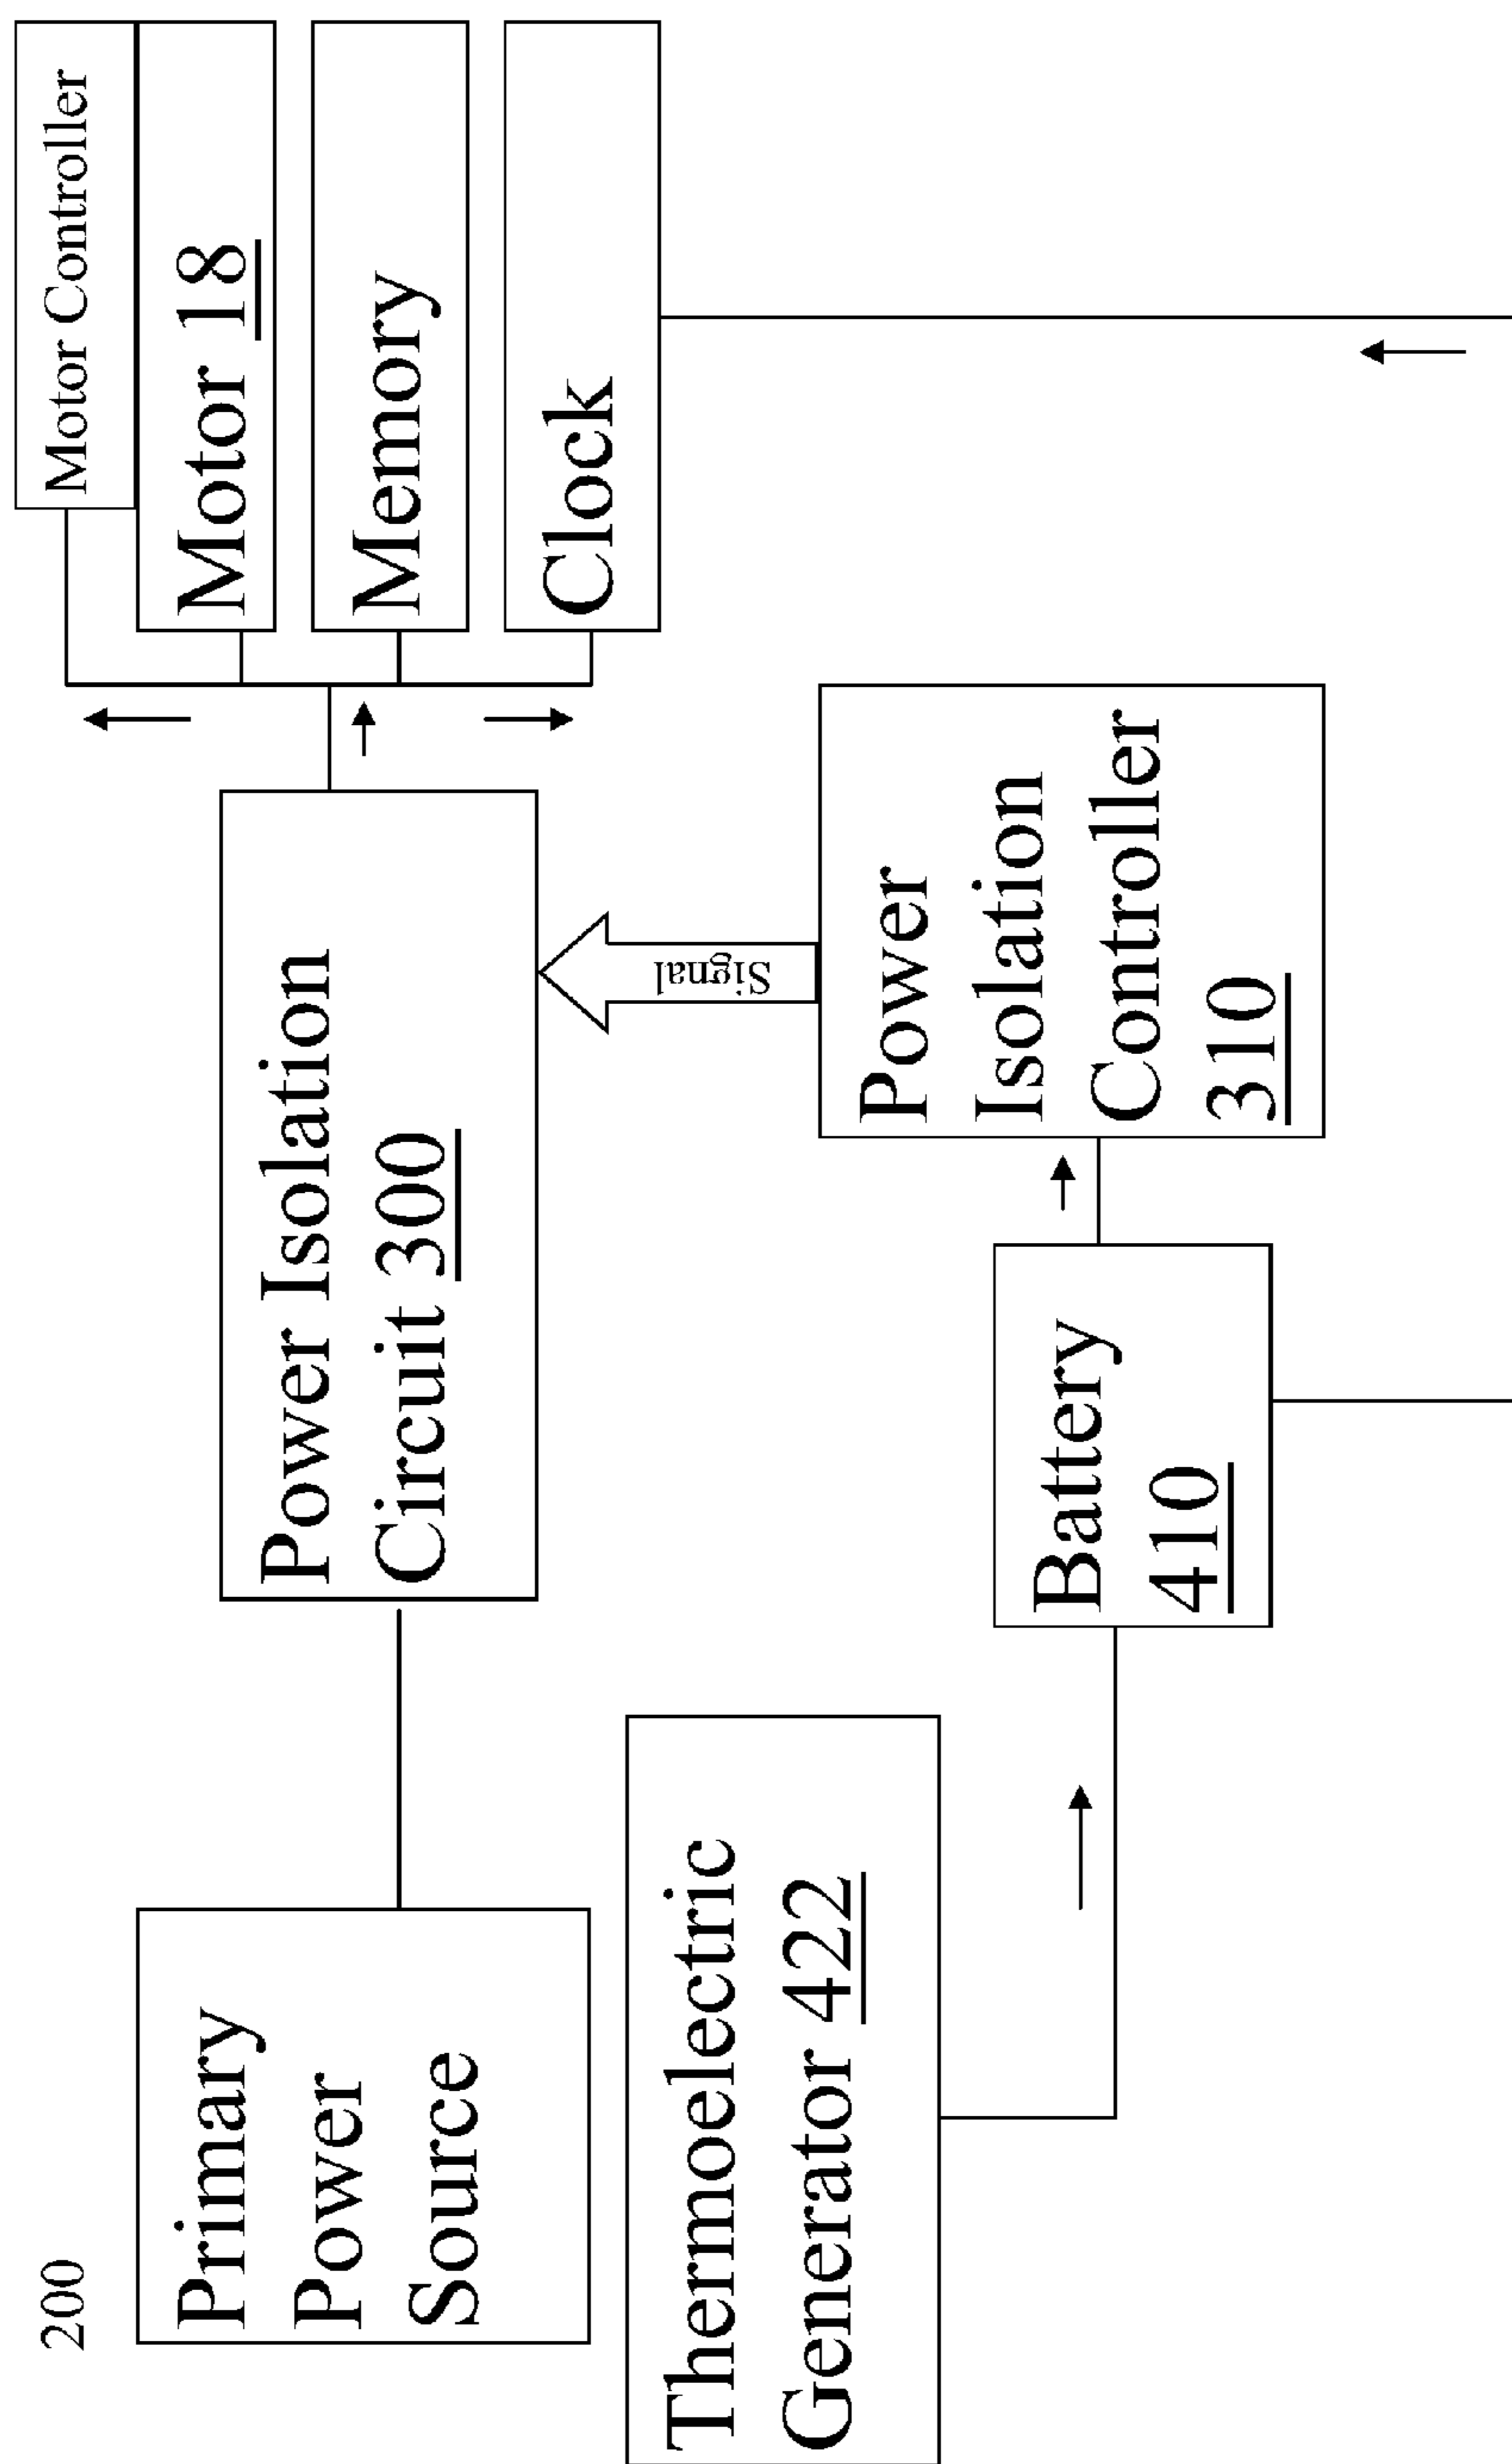 200
Primary
Power
Source
Power Isolation
Circuit 300
Motor Controller
Motor 18
Memory
Clock
Signal
Thermoelectric
Generator 422
Battery
410
Power
Isolation
Controller
310